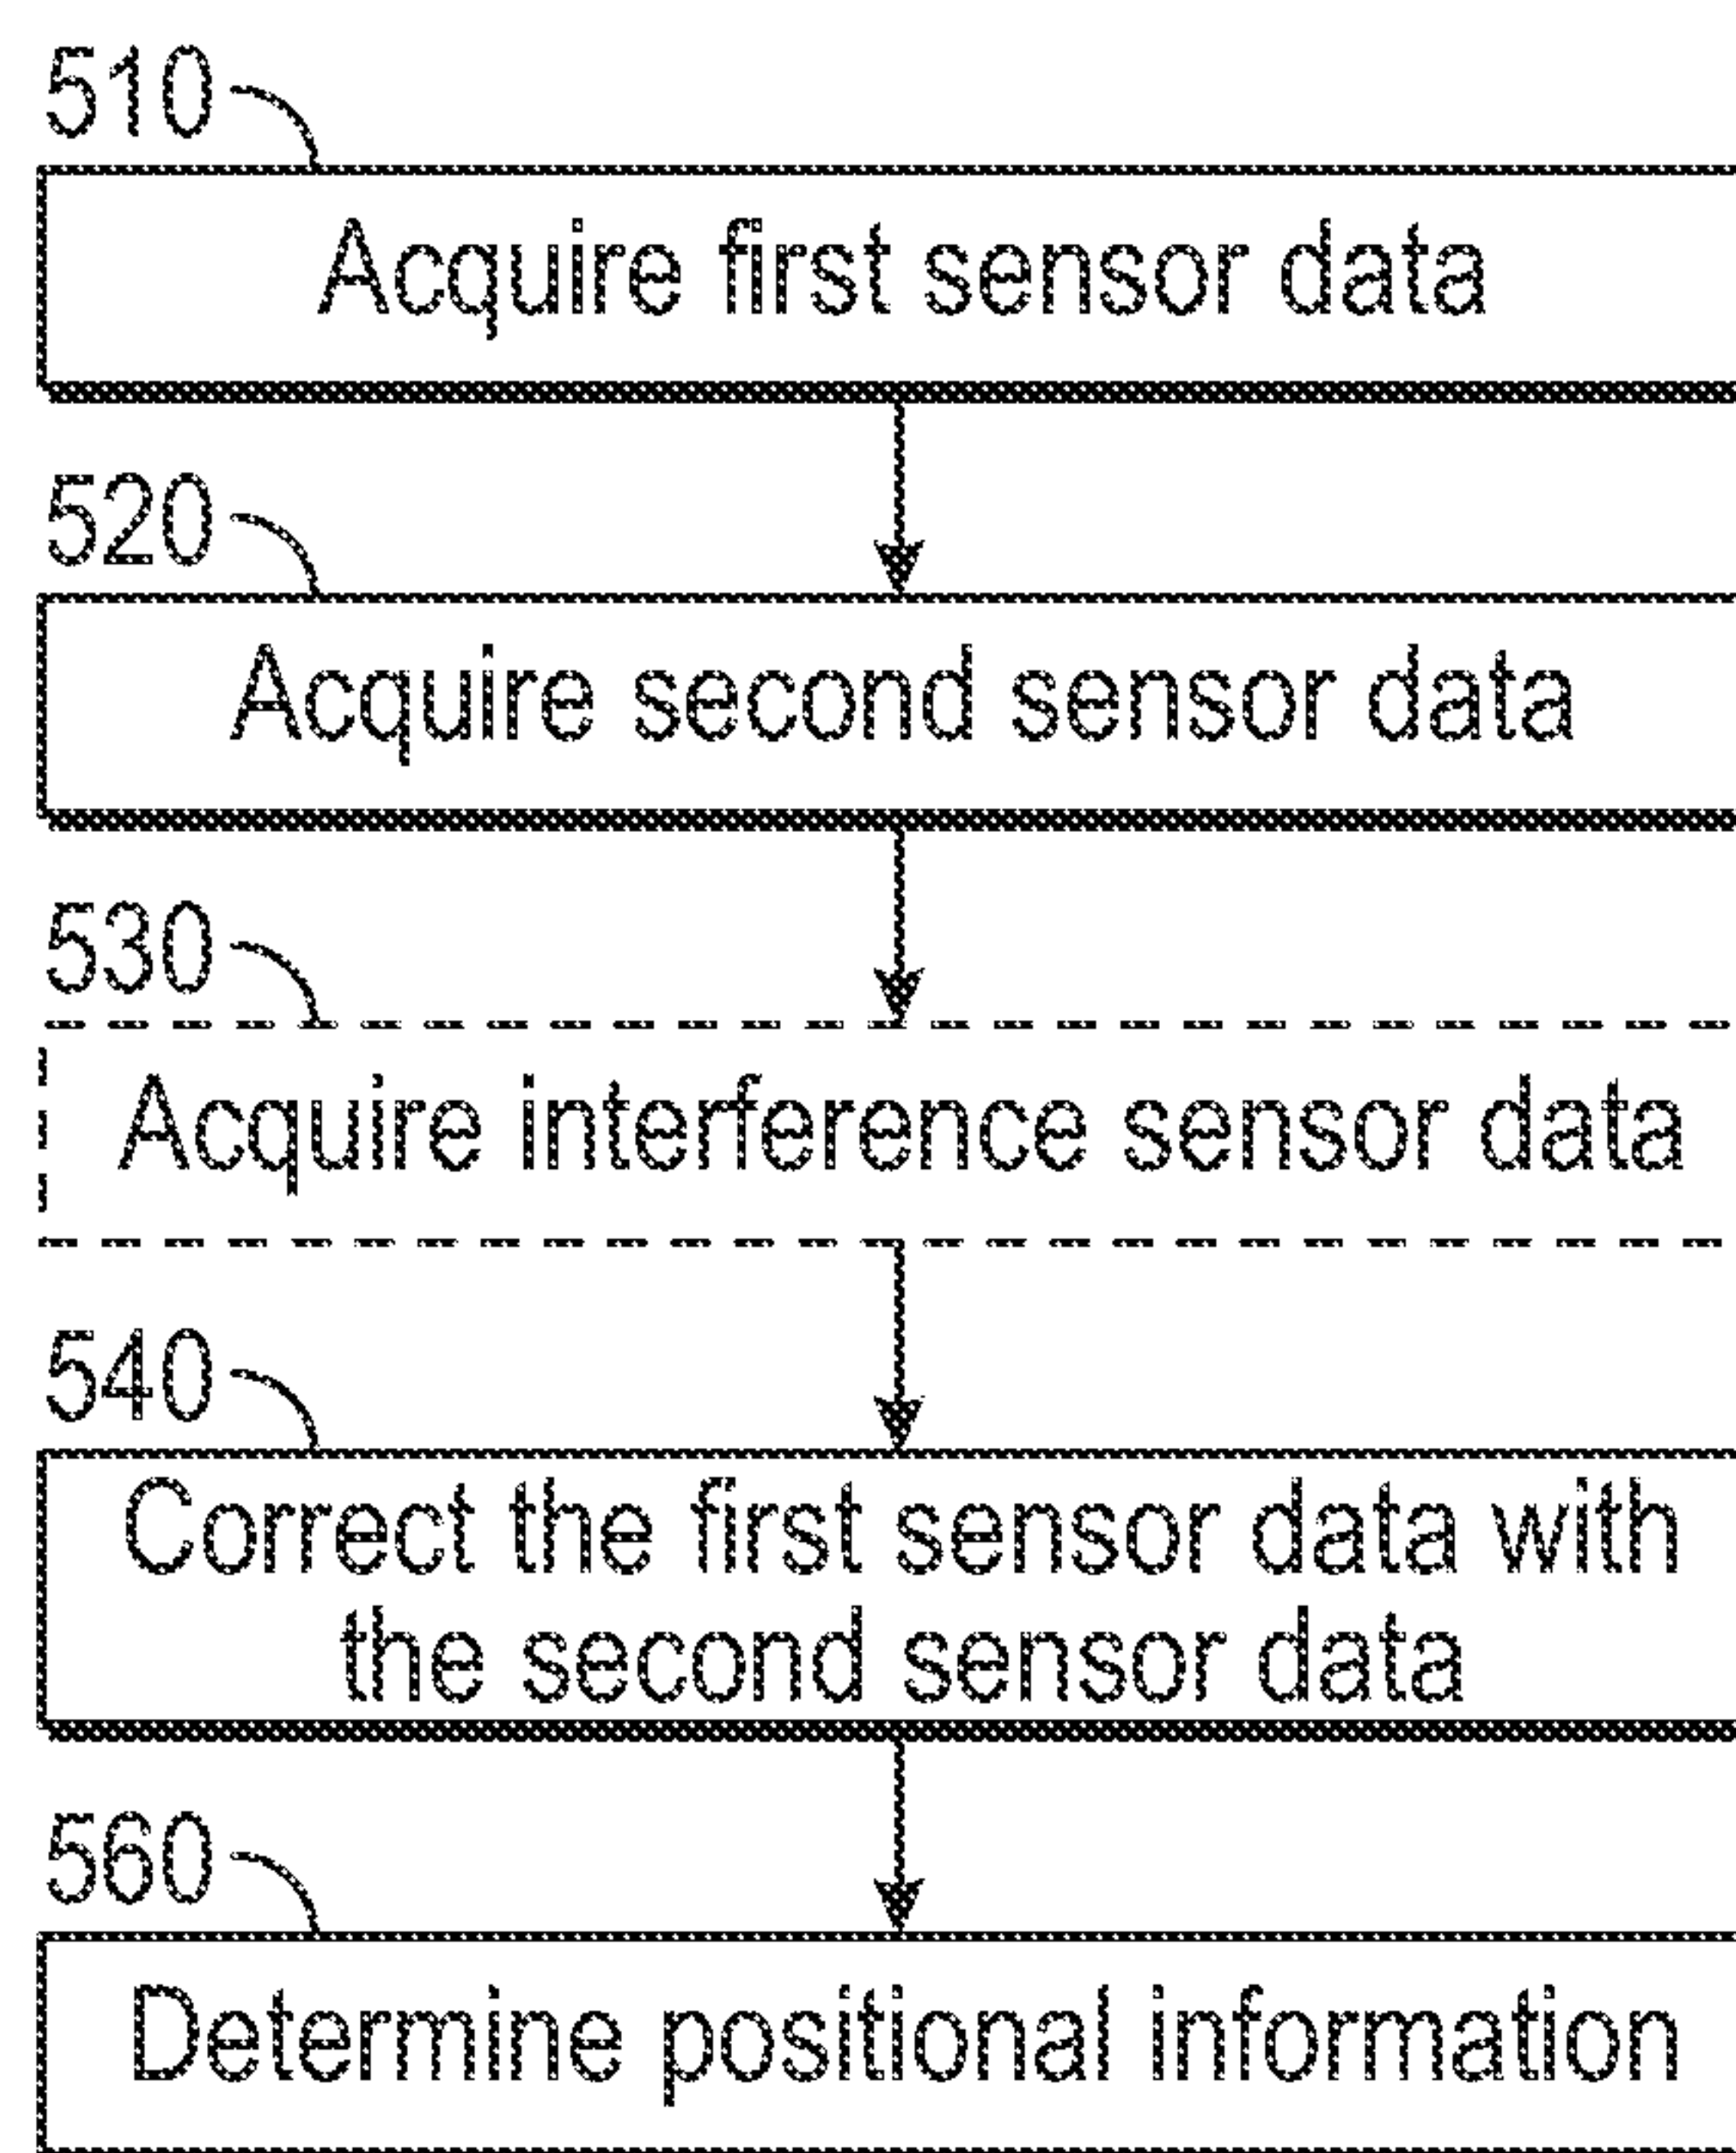 510
Acquire first sensor data
520
Acquire second sensor data
530
Acquire interference sensor data
540
Correct the first sensor data with
the second sensor data
560
Determine positional information